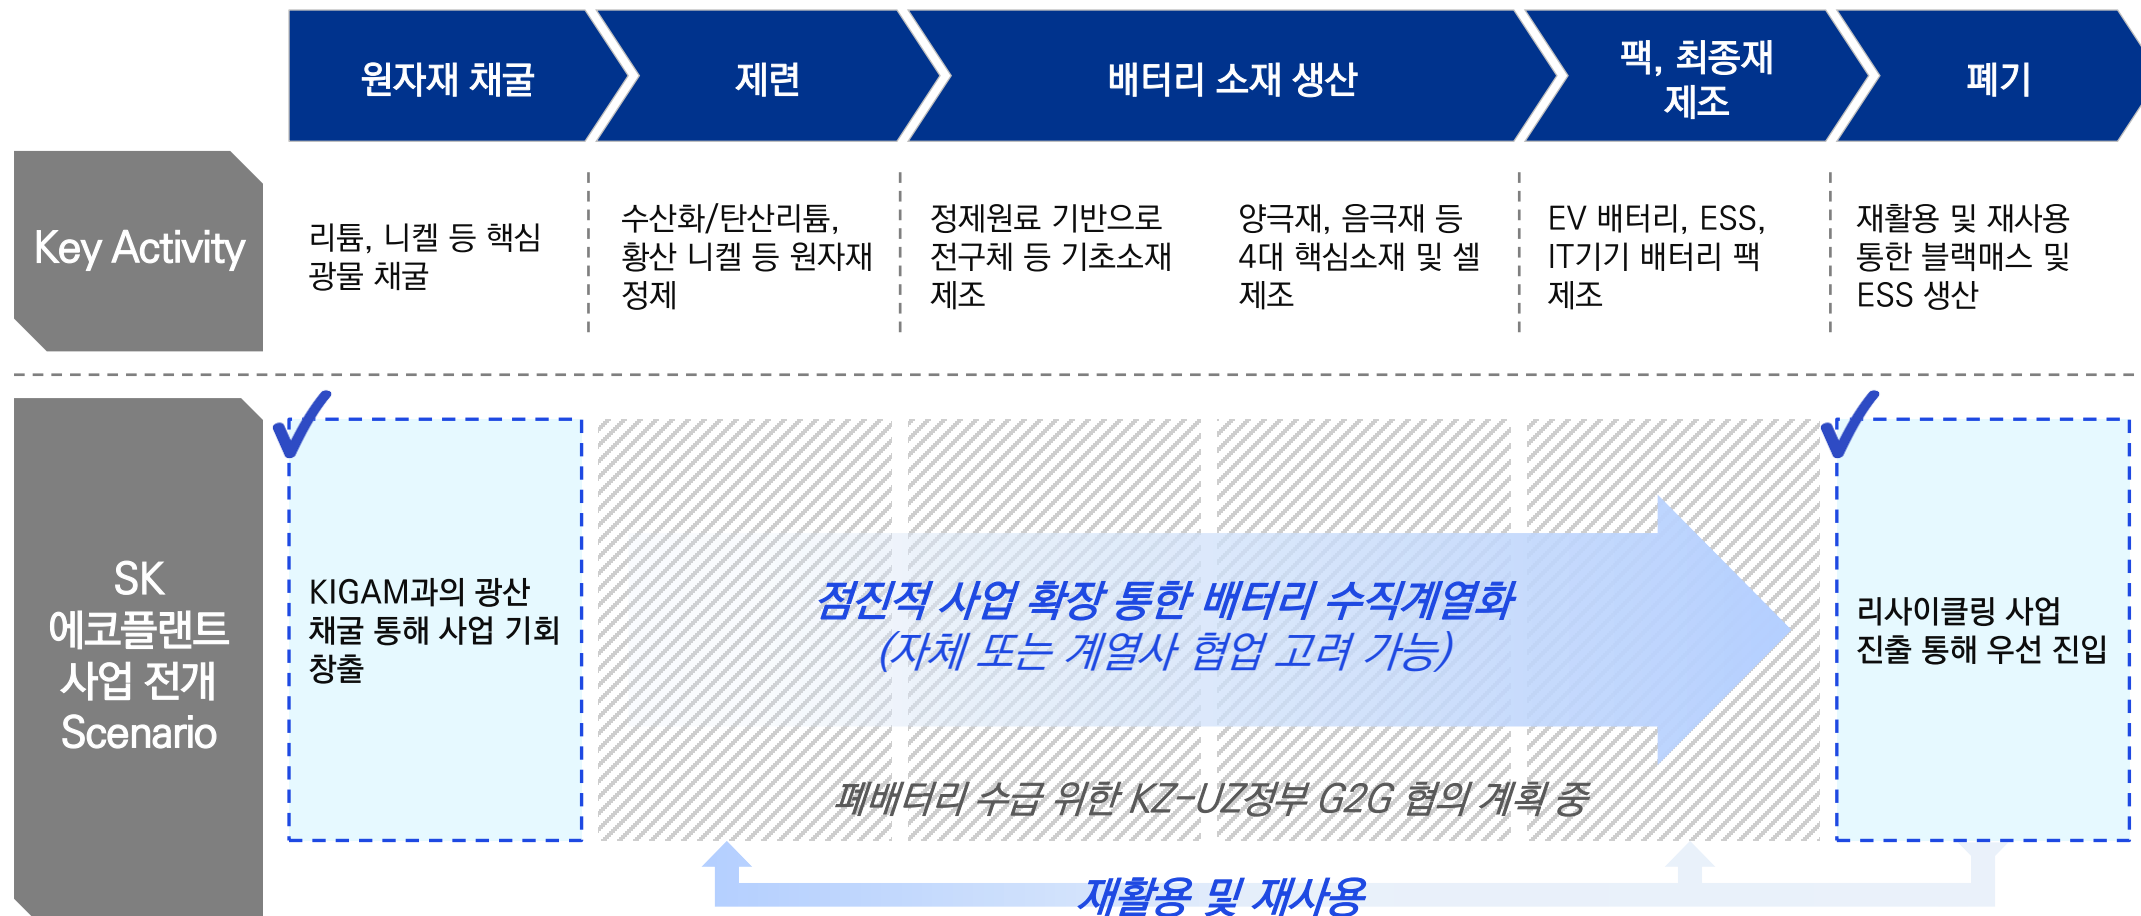 원자재 채굴
제련
배터리 소재 생산
팩, 최종재
제조
폐기
Key Activity
리튬, 니켈 등 핵심
광물 채굴
수산화/탄산리튬,
황산 니켈 등 원자재
정제
정제원료 기반으로
전구체 등 기초소재
제조
양극재, 음극재 등
4대 핵심소재 및 셀
제조
EV 배터리, ESS,
IT기기 배터리 팩
제조
재활용 및 재사용
통한 블랙매스 및
ESS 생산
SK
에코플랜트
사업 전개
Scenario
KIGAM과의 광산
채굴 통해 사업 기회
창출
점진적 사업 확장 통한 배터리 수직계열화
(자체 또는 계열사 협업 고려 가능)
폐배터리 수급 위한 KZ-UZ정부 G2G 협의 계획 중
리사이클링 사업
진출 통해 우선 진입
재활용 및 재사용